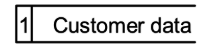 1 Customer data